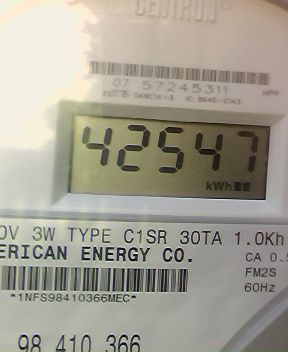 CENTRON
07 57245311
42547
kWh
0V 3W TYPE C1SR 30TA 1.0Kh
ERICAN ENERGY CO.
CA 0.5
FM2S
*1NFS98410366MEC*
60Hz
98 410 366